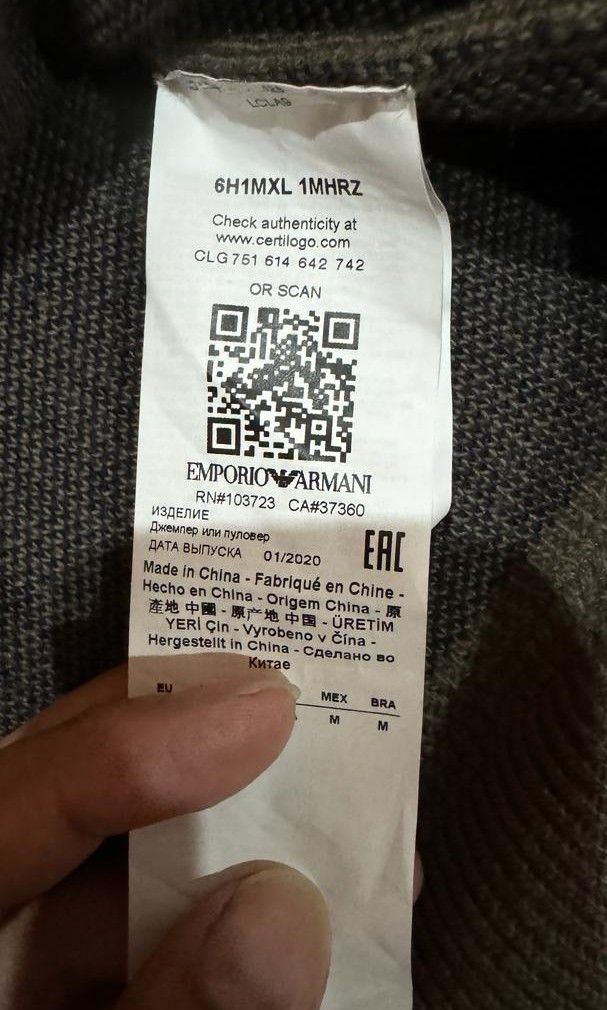 LCLA9
6H1MXL 1MHRZ
Check authenticity at
www.certilogo.com
CLG 751 614 642 742
OR SCAN
EMPORIO ARMANI
RN#103723 CA#37360
ИЗДЕЛИЕ
Джемпер или пуловер
ДАТА ВЫПУСКА 01/2020
EAC
Made in China - Fabriqué en Chine -
Hecho en China - Origem China - 原
產地 中國 - 原产地 中国 - ÜRETİM
YERİ Çin - Vyrobeno v Čína -
Hergestellt in China - Сделано во
Китае
EU MEX BRA
M M